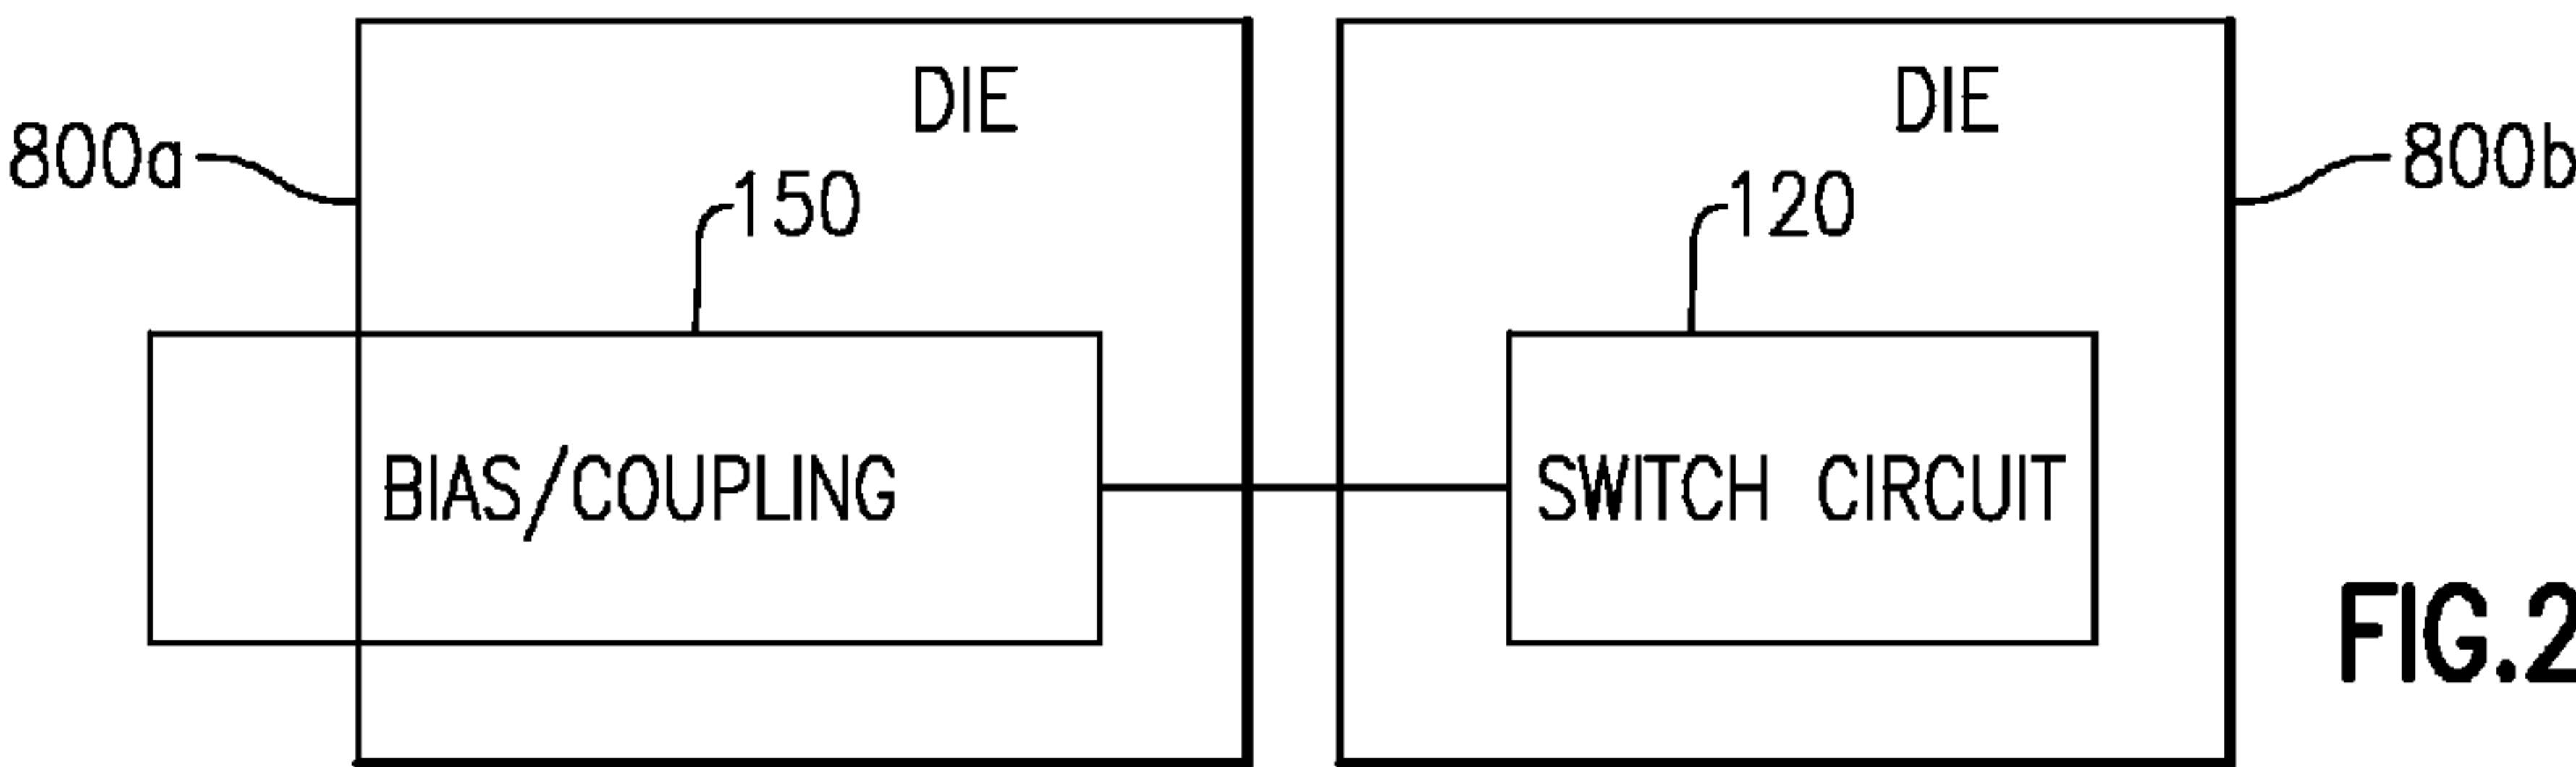 DIE
DIE
800a
150
120
800b
BIAS/COUPLING
SWITCH CIRCUIT
FIG.2